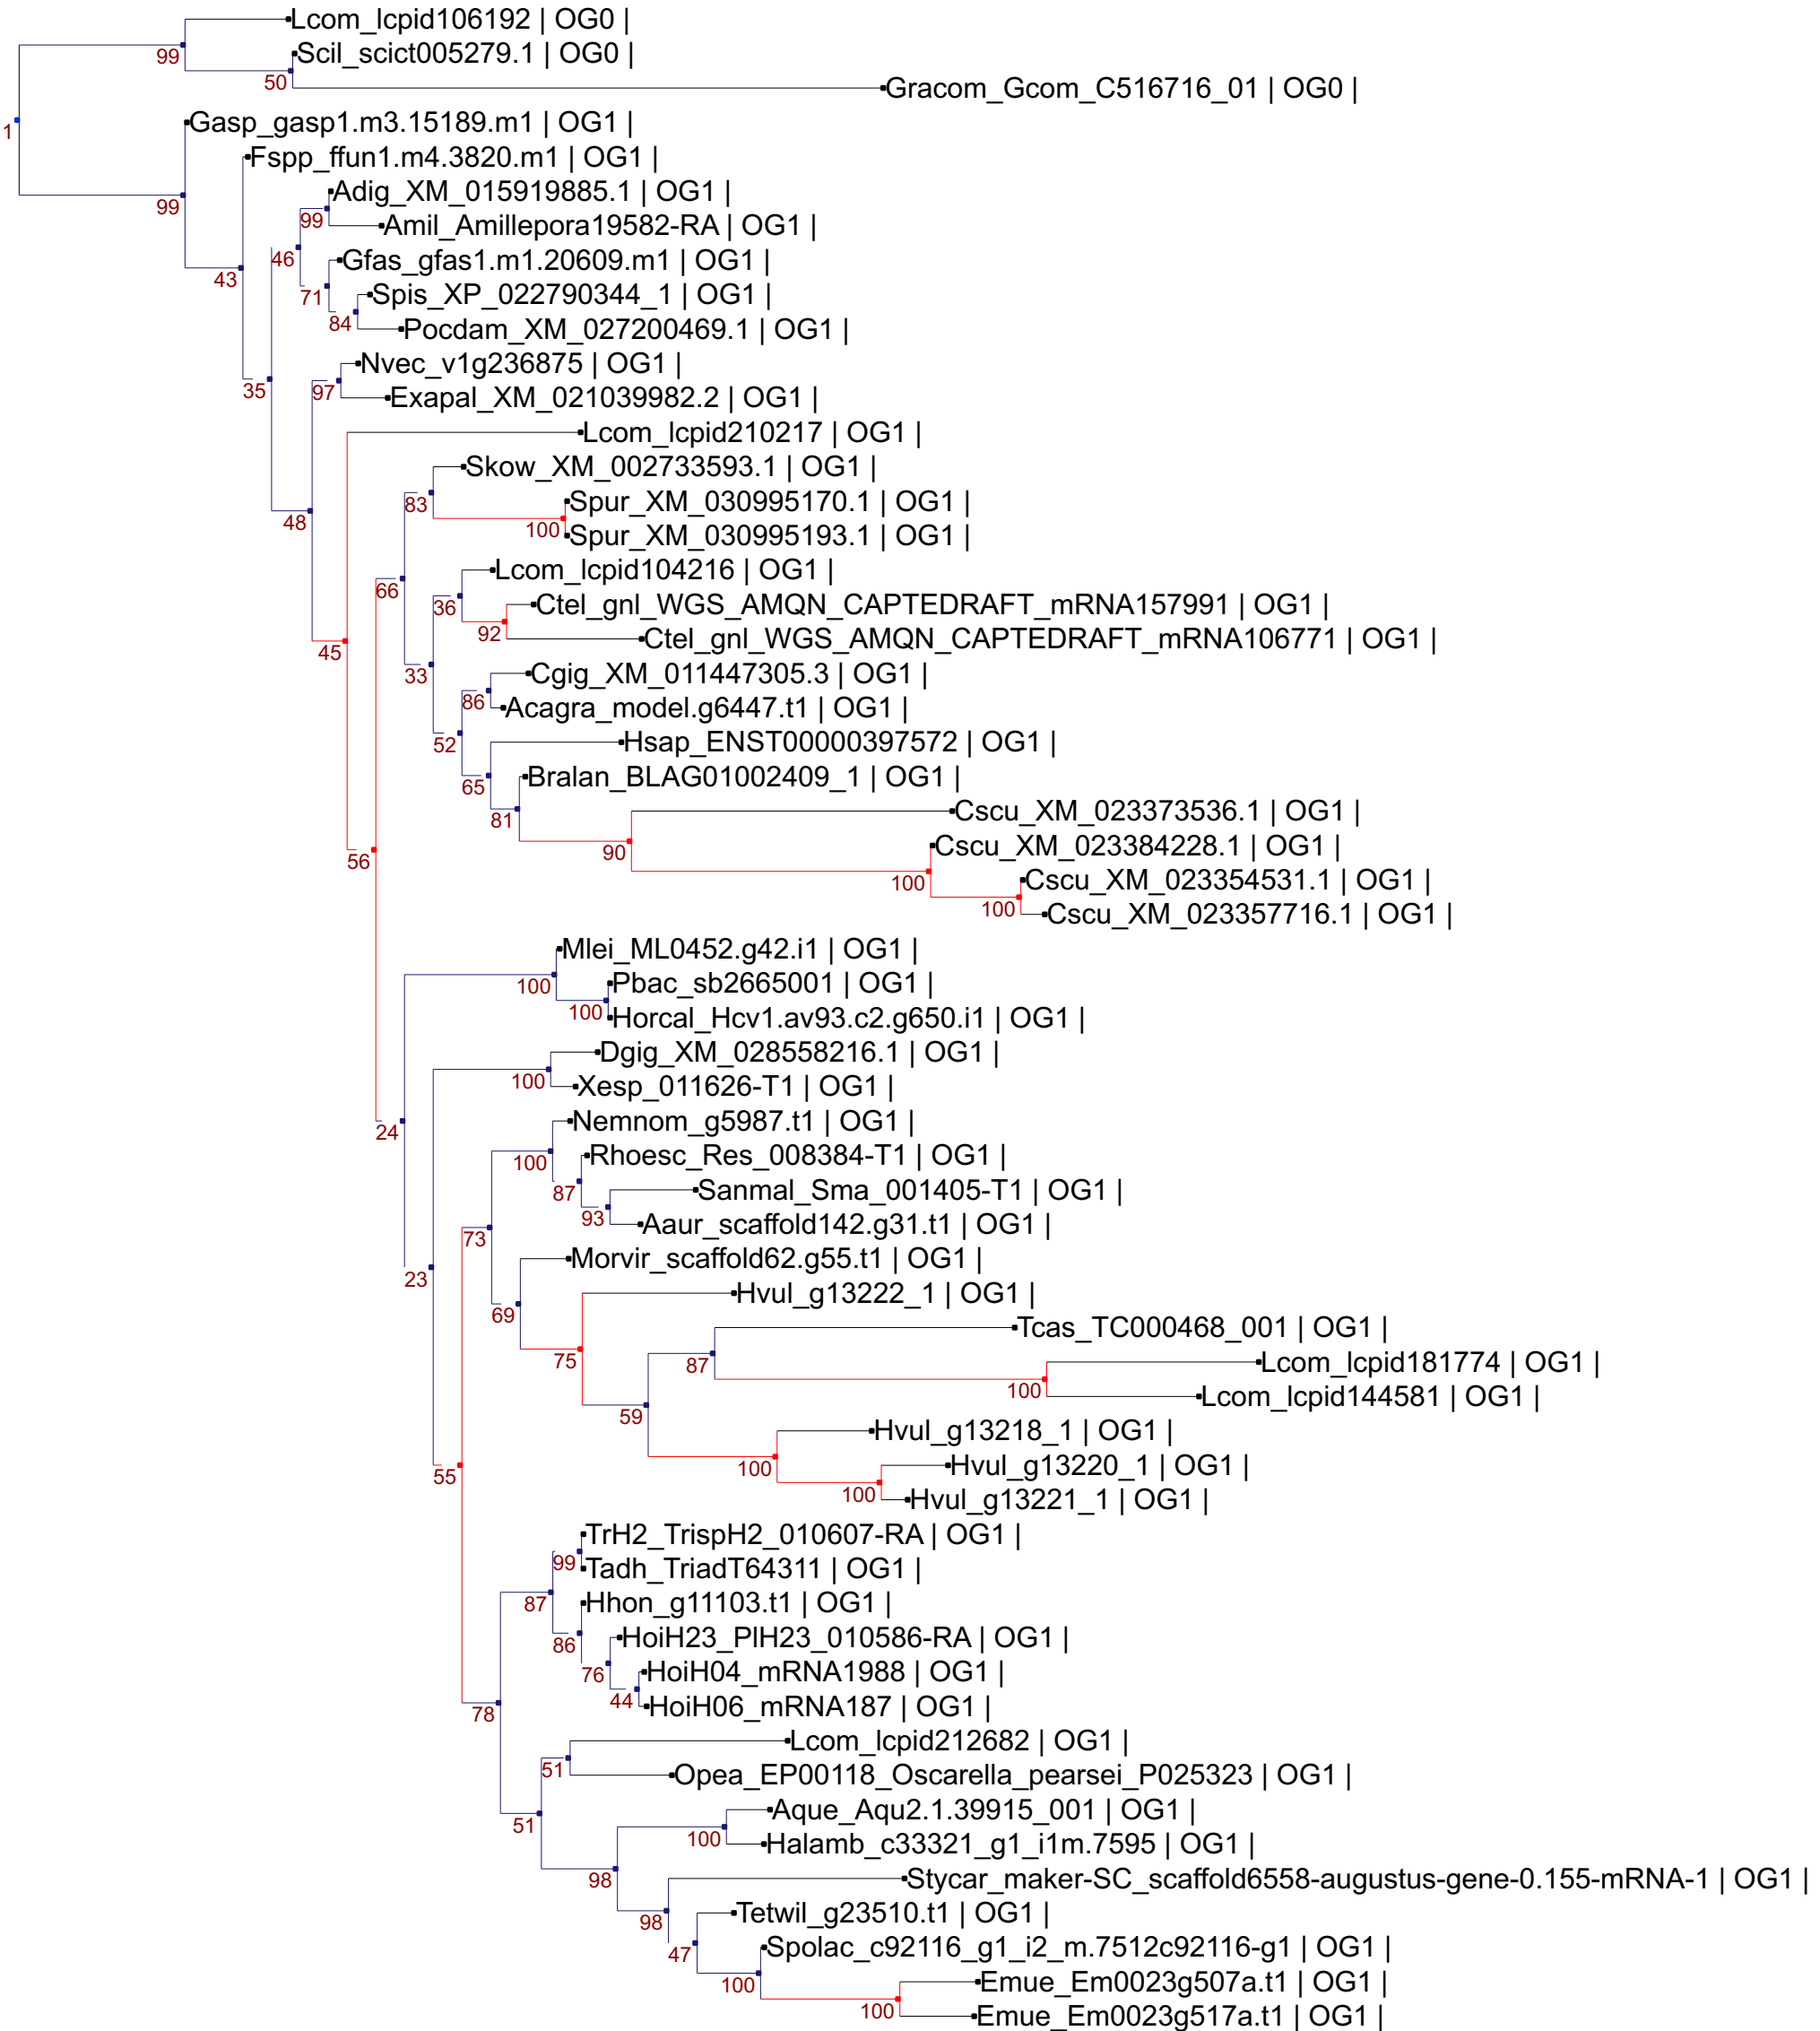 Lcom_lcpid106192 | OG0 |
99
Scil_scict005279.1 | OG0 |
50
Gracom_Gcom_C516716_01 | OG0 |
1
Gasp_gasp1.m3.15189.m1 | OG1 |
Fspp_ffun1.m4.3820.m1 | OG1 |
99
Adig_XM_015919885.1 | OG1 |
99
Amil_Amillepora19582-RA | OG1 |
46
Gfas_gfas1.m1.20609.m1 | OG1 |
43
71
Spis_XP_022790344_1 | OG1 |
84
Pocdam_XM_027200469.1 | OG1 |
Nvec_v1g236875 | OG1 |
35
97
Exapal_XM_021039982.2 | OG1 |
Lcom_lcpid210217 | OG1 |
Skow_XM_002733593.1 | OG1 |
83
Spur_XM_030995170.1 | OG1 |
48
100
Spur_XM_030995193.1 | OG1 |
Lcom_lcpid104216 | OG1 |
66
36
Ctel_gnl_WGS_AMQN_CAPTEDRAFT_mRNA157991 | OG1 |
92
Ctel_gnl_WGS_AMQN_CAPTEDRAFT_mRNA106771 | OG1 |
45
33
Cgig_XM_011447305.3 | OG1 |
86
Acagra_model.g6447.t1 | OG1 |
52
Hsap_ENST00000397572 | OG1 |
65
Bralan_BLAG01002409_1 | OG1 |
81
Cscu_XM_023373536.1 | OG1 |
56
90
Cscu_XM_023384228.1 | OG1 |
100
Cscu_XM_023354531.1 | OG1 |
100
Cscu_XM_023357716.1 | OG1 |
Mlei_ML0452.g42.i1 | OG1 |
100
Pbac_sb2665001 | OG1 |
100
Horcal_Hcv1.av93.c2.g650.i1 | OG1 |
Dgig_XM_028558216.1 | OG1 |
100
Xesp_011626-T1 | OG1 |
24
Nemnom_g5987.t1 | OG1 |
100
Rhoesc_Res_008384-T1 | OG1 |
87
Sanmal_Sma_001405-T1 | OG1 |
93
Aaur_scaffold142.g31.t1 | OG1 |
73
Morvir_scaffold62.g55.t1 | OG1 |
23
Hvul_g13222_1 | OG1 |
69
Tcas_TC000468_001 | OG1 |
75
87
Lcom_lcpid181774 | OG1 |
100
Lcom_lcpid144581 | OG1 |
59
Hvul_g13218_1 | OG1 |
55
100
Hvul_g13220_1 | OG1 |
100
Hvul_g13221_1 | OG1 |
TrH2_TrispH2_010607-RA | OG1 |
99
Tadh_TriadT64311 | OG1 |
87
Hhon_g11103.t1 | OG1 |
86
HoiH23_PlH23_010586-RA | OG1 |
76
HoiH04_mRNA1988 | OG1 |
44
HoiH06_mRNA187 | OG1 |
78
Lcom_lcpid212682 | OG1 |
51
Opea_EP00118_Oscarella_pearsei_P025323 | OG1 |
51
Aque_Aqu2.1.39915_001 | OG1 |
100
Halamb_c33321_g1_i1m.7595 | OG1 |
98
Stycar_maker-SC_scaffold6558-augustus-gene-0.155-mRNA-1 | OG1 |
98
Tetwil_g23510.t1 | OG1 |
47
Spolac_c92116_g1_i2_m.7512c92116-g1 | OG1 |
100
Emue_Em0023g507a.t1 | OG1 |
100
Emue_Em0023g517a.t1 | OG1 |